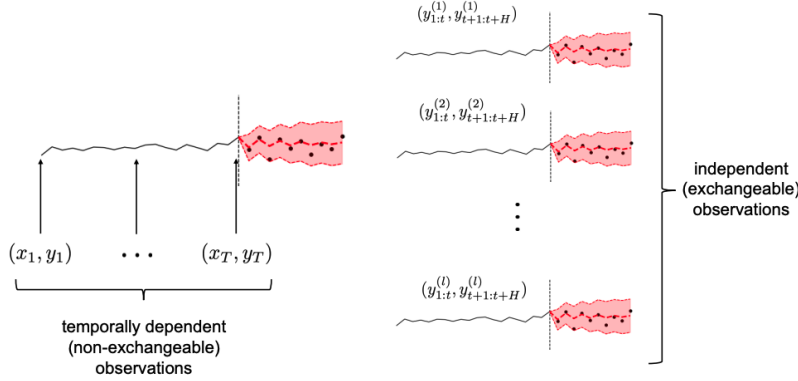 (x_1, y_1) • • • (x_T, y_T)
temporally dependent
(non-exchangeable)
observations
(y_{1:t}^{(1)}, y_{t+1:t+H}^{(1)})
(y_{1:t}^{(2)}, y_{t+1:t+H}^{(2)})
(y_{1:t}^{(l)}, y_{t+1:t+H}^{(l)})
independent
(exchangeable)
observations